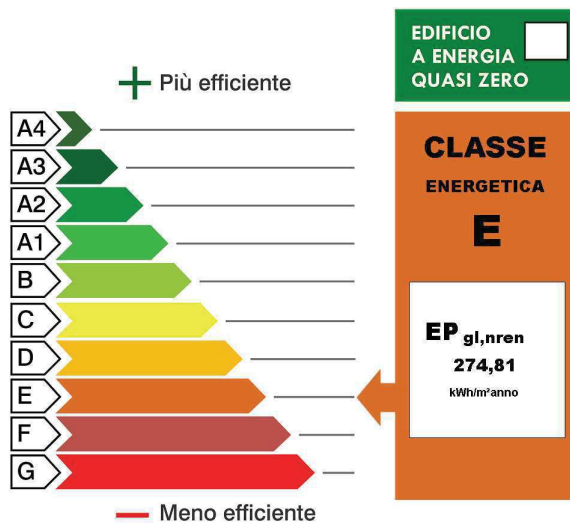 EDIFICIO
A ENERGIA
QUASI ZERO
+ Più efficiente
A4
A3
A2
A1
B
C
D
E
F
G
— Meno efficiente
CLASSE
ENERGETICA
E
EP gl,nren
274,81
kWh/m²anno